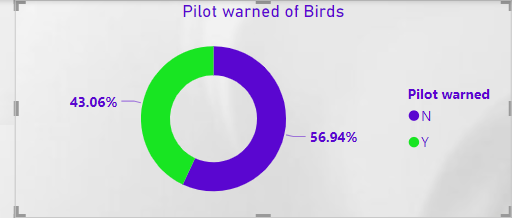 Pilot warned of Birds
43.06%
56.94%
Pilot warned
N
Y